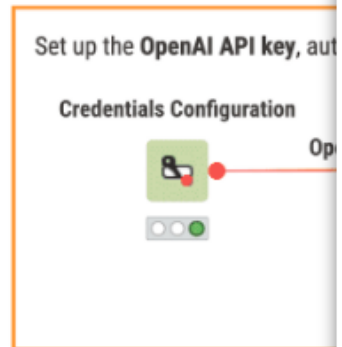 Set up the OpenAI API key, aut
Credentials Configuration
Op